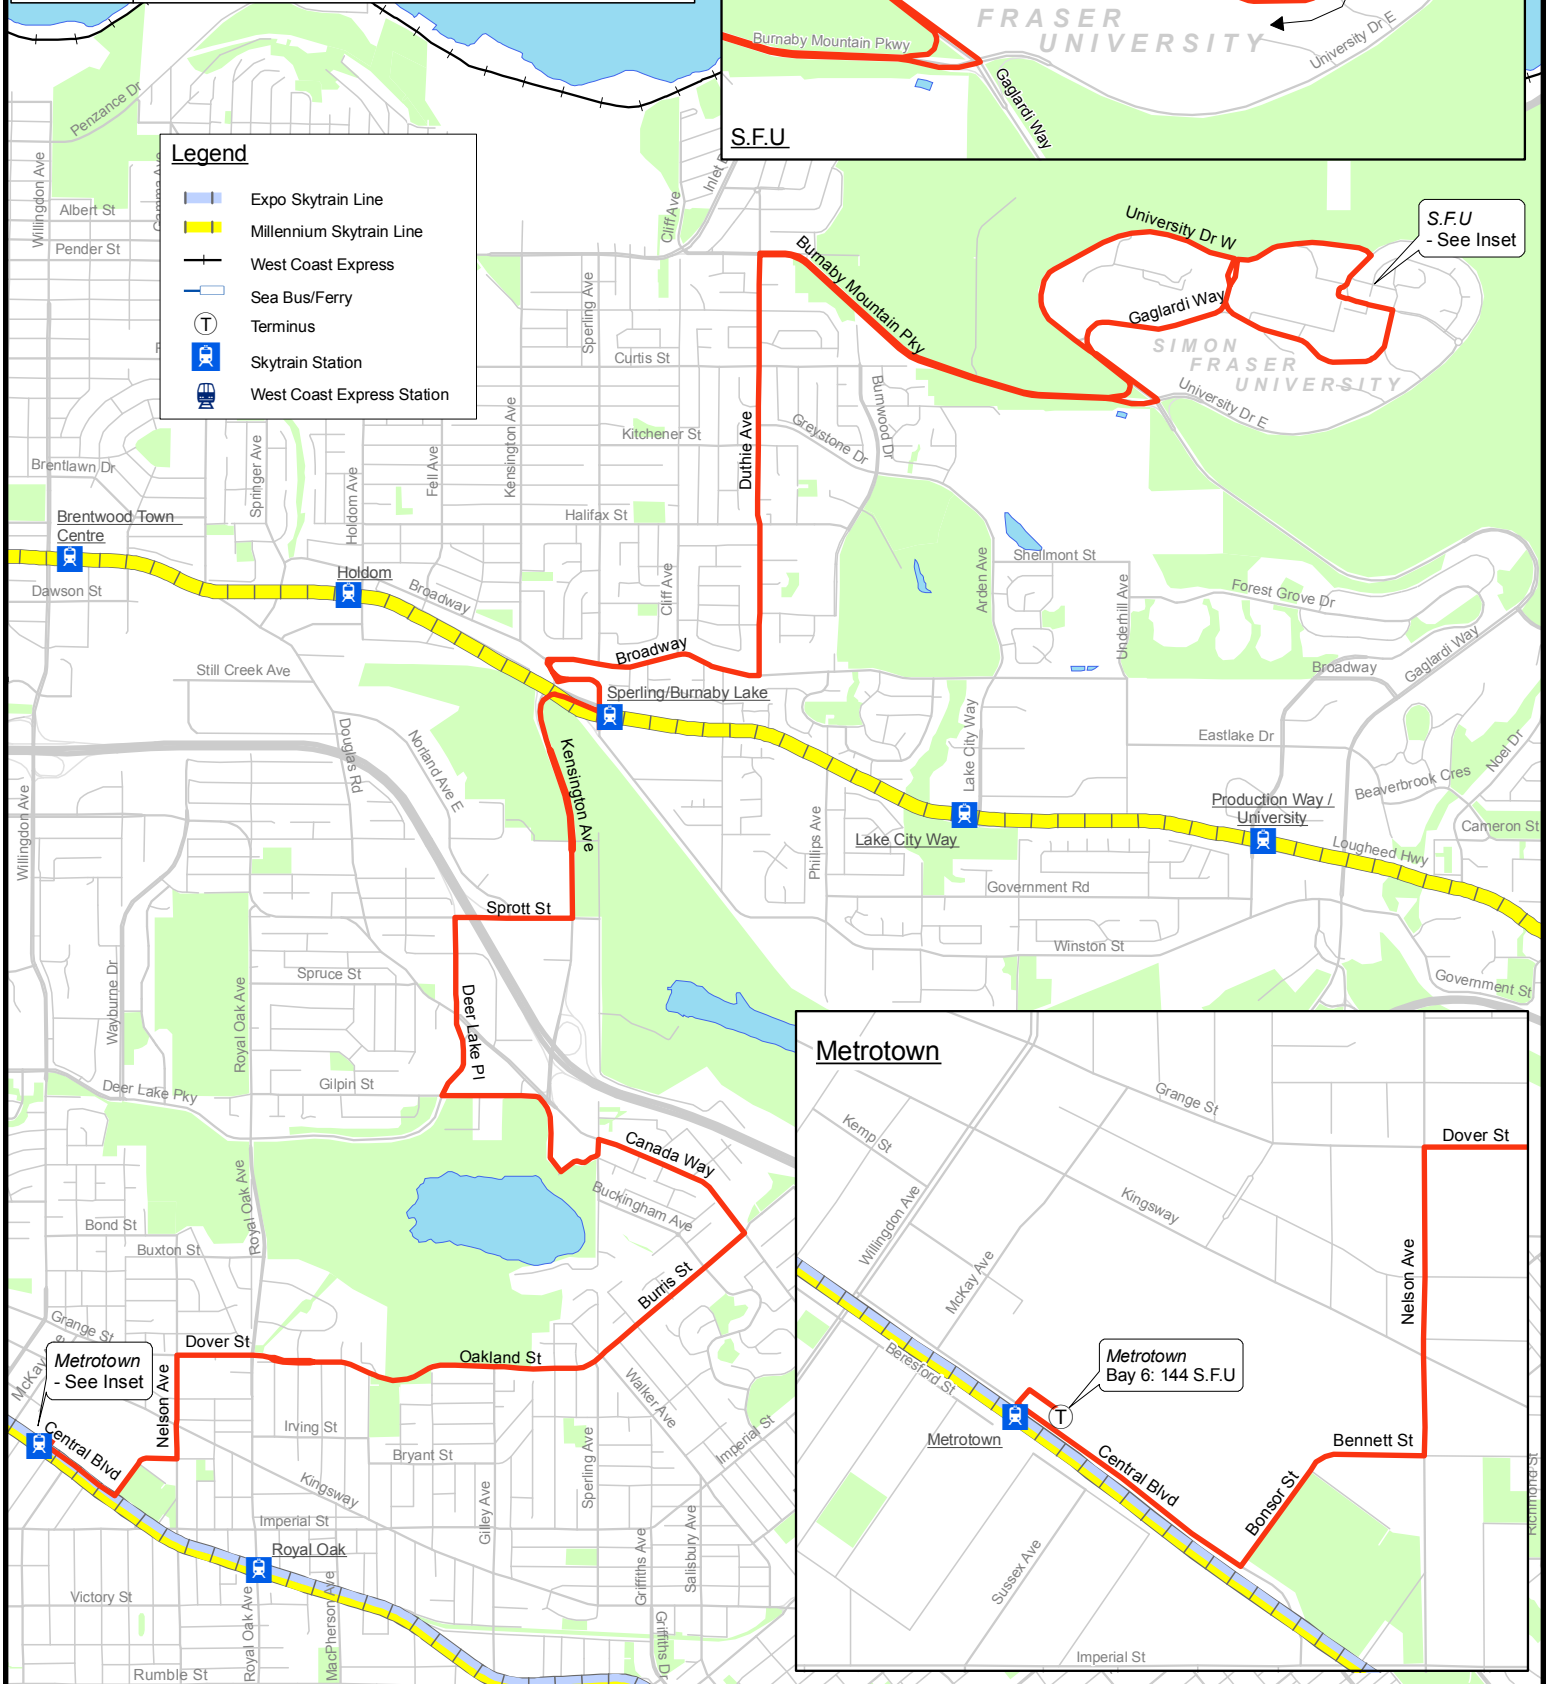 FRASER
UNIVERSITY
Burnaby Mountain Pkwy
University Dr E
Gaglardi Way
S.F.U
Penzance Dr
Willingdon Ave
Legend
Expo Skytrain Line
Millennium Skytrain Line
West Coast Express
Sea Bus/Ferry
T
Terminus
Skytrain Station
West Coast Express Station
Albert St
Pender St
Cliff Ave
Inlet
University Dr W
S.F.U
- See Inset
Burnaby Mountain Pky
Gaglardi Way
Sperling Ave
Curtis St
SIMON
FRASER
UNIVERSITY
University Dr E
Kensington Ave
Kitchener St
Duthie Ave
Greystone Dr
Burnwood Dr
Brentlawn Dr
Springer Ave
Holdom Ave
Fell Ave
Halifax St
Brentwood Town
Centre
Dawson St
Holdom
Broadway
Cliff Ave
Arden Ave
Shellmont St
Underhill Ave
Forest Grove Dr
Broadway
Still Creek Ave
Sperling/Burnaby Lake
Broadway
Gaglardi Way
Douglas Rd
Norland Ave E
Kensington Ave
Lake City Way
Eastlake Dr
Noel Dr
Beaverbrook Cres
Willingdon Ave
Phillips Ave
Lake City Way
Production Way /
University
Cameron St
Lougheed Hwy
Government Rd
Sprott St
Winston St
Government St
Wayburne Dr
Royal Oak Ave
Spruce St
Deer Lake Pl
Deer Lake Pky
Gilpin St
Metrotown
Grange St
Kemp St
Dover St
Canada Way
Buckingham Ave
Kingsway
Willingdon Ave
Royal Oak Ave
Bond St
Buxton St
McKay Ave
Nelson Ave
Burris St
Grange St
Dover St
Oakland St
Metrotown
- See Inset
McKay
Nelson Ave
Beresford St
Metrotown
Bay 6: 144 S.F.U
T
Walker Ave
Central Blvd
Irving St
Bryant St
Imperial St
Metrotown
Central Blvd
Bennett St
Bonsor St
Kingsway
Gilley Ave
Sperling Ave
Imperial St
Royal Oak
Richmond St
Griffiths Ave
Salisbury Ave
Sussex Ave
Victory St
Royal Oak Ave
MacPherson Ave
Griffiths Dr
Rumble St
Imperial St